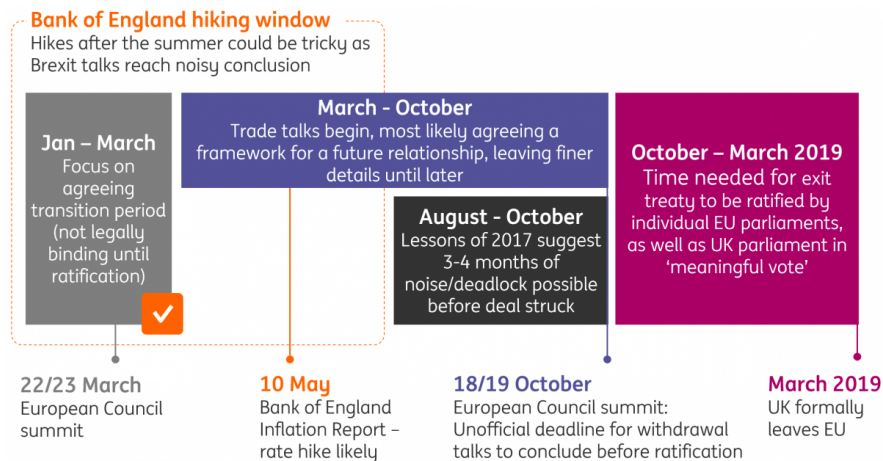 Bank of England hiking window
Hikes after the summer could be tricky as
Brexit talks reach noisy conclusion
Jan – March
Focus on
agreeing
transition period
(not legally
binding until
ratification)
March - October
Trade talks begin, most likely agreeing a
framework for a future relationship, leaving finer
details until later
August - October
Lessons of 2017 suggest
3-4 months of
noise/deadlock possible
before deal struck
October – March 2019
Time needed for exit
treaty to be ratified by
individual EU parliaments,
as well as UK parliament in
‘meaningful vote’
22/23 March
European Council
summit
10 May
Bank of England
Inflation Report –
rate hike likely
18/19 October
European Council summit:
Unofficial deadline for withdrawal
talks to conclude before ratification
March 2019
UK formally
leaves EU